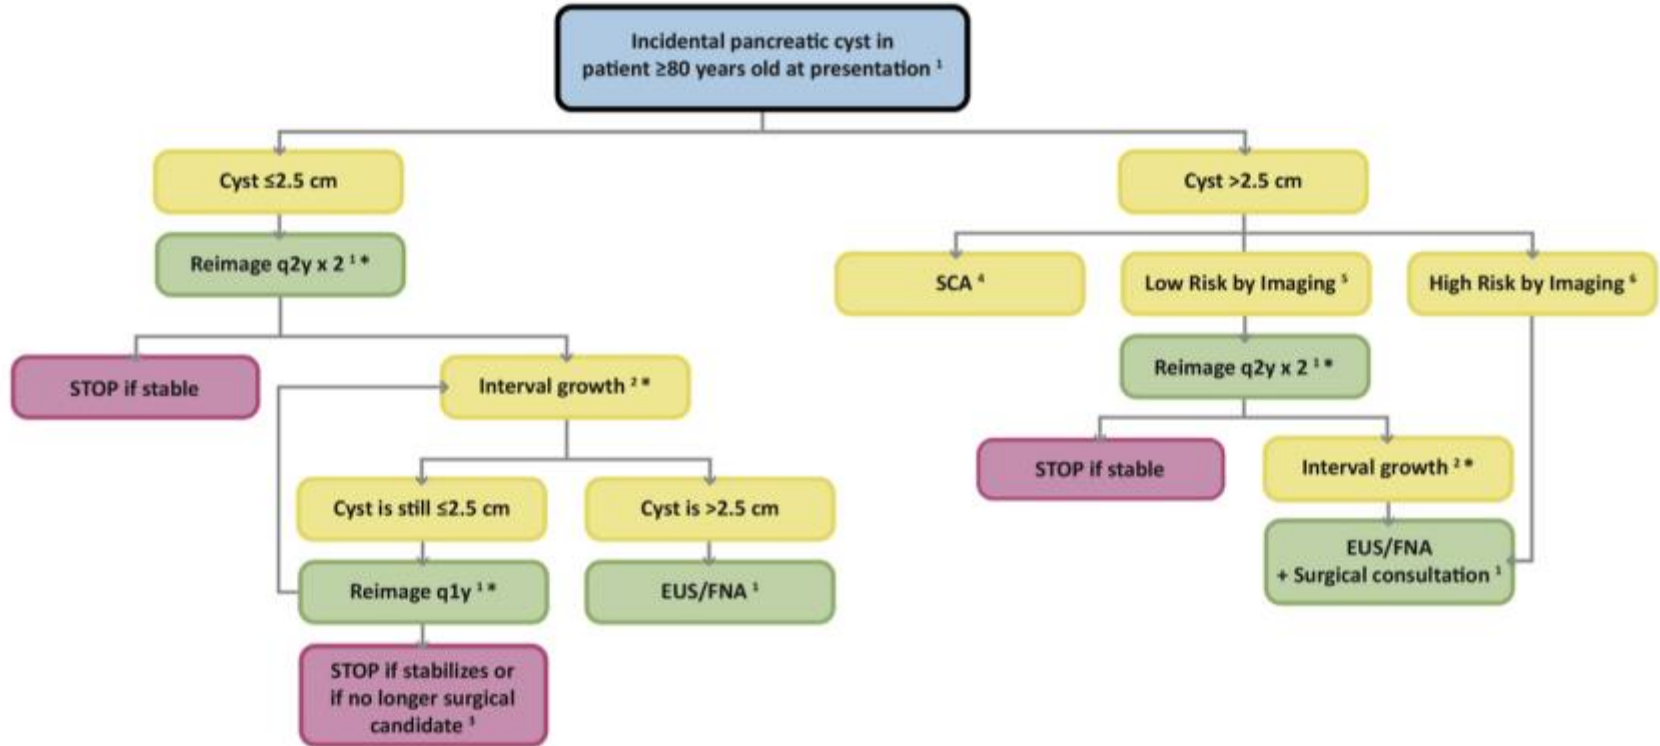 Incidental pancreatic cyst in
patient ≥80 years old at presentation ¹
Cyst ≤2.5 cm
Cyst >2.5 cm
Reimage q2y x 2 ¹ *
SCA ⁴
Low Risk by Imaging ⁵
High Risk by Imaging ⁶
STOP if stable
Interval growth ² *
Reimage q2y x 2 ¹ *
STOP if stable
Interval growth ² *
Cyst is still ≤2.5 cm
Cyst is >2.5 cm
Reimage q1y ¹ *
EUS/FNA ¹
EUS/FNA
+ Surgical consultation ¹
STOP if stabilizes or
if no longer surgical
candidate ³